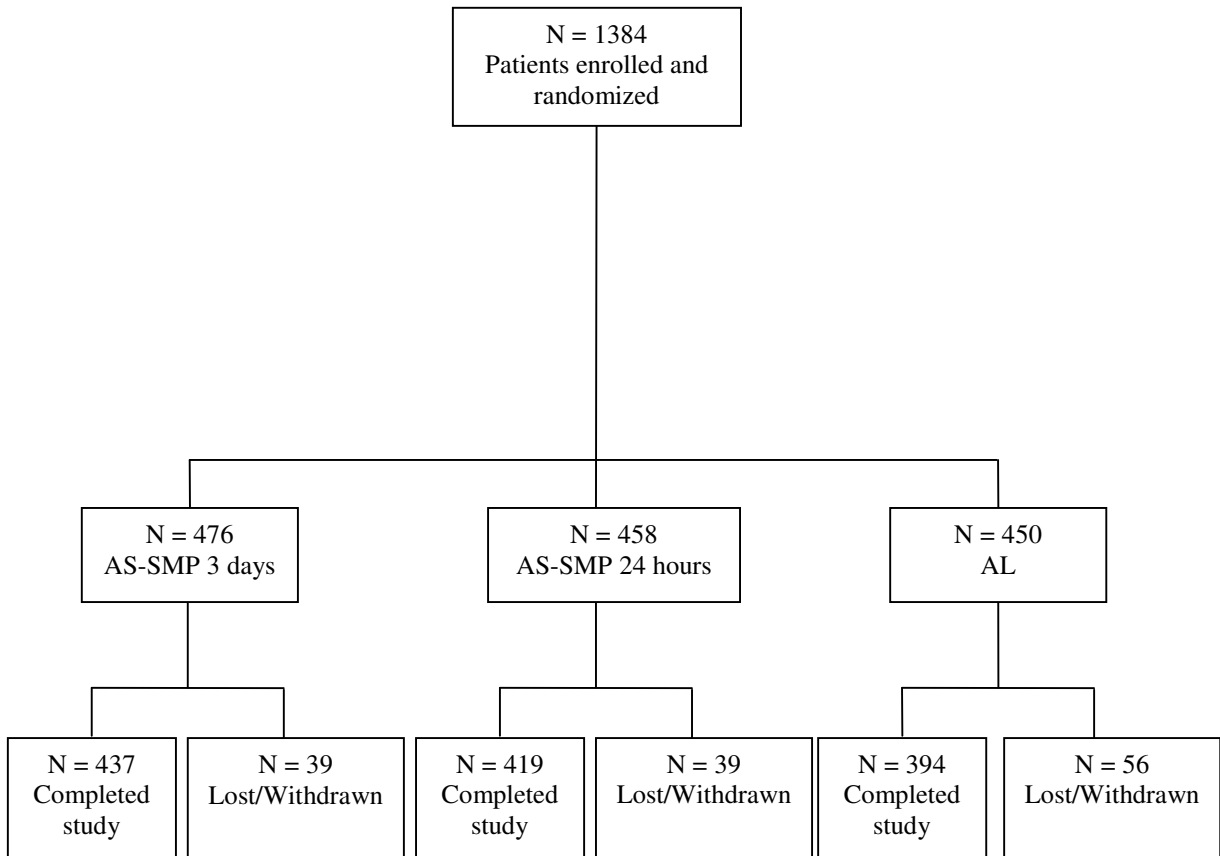 N = 1384
Patients enrolled and
randomized
N = 476
AS-SMP 3 days
N = 458
AS-SMP 24 hours
N = 450
AL
N = 437
Completed
study
N = 39
Lost/Withdrawn
N = 419
Completed
study
N = 39
Lost/Withdrawn
N = 394
Completed
study
N = 56
Lost/Withdrawn